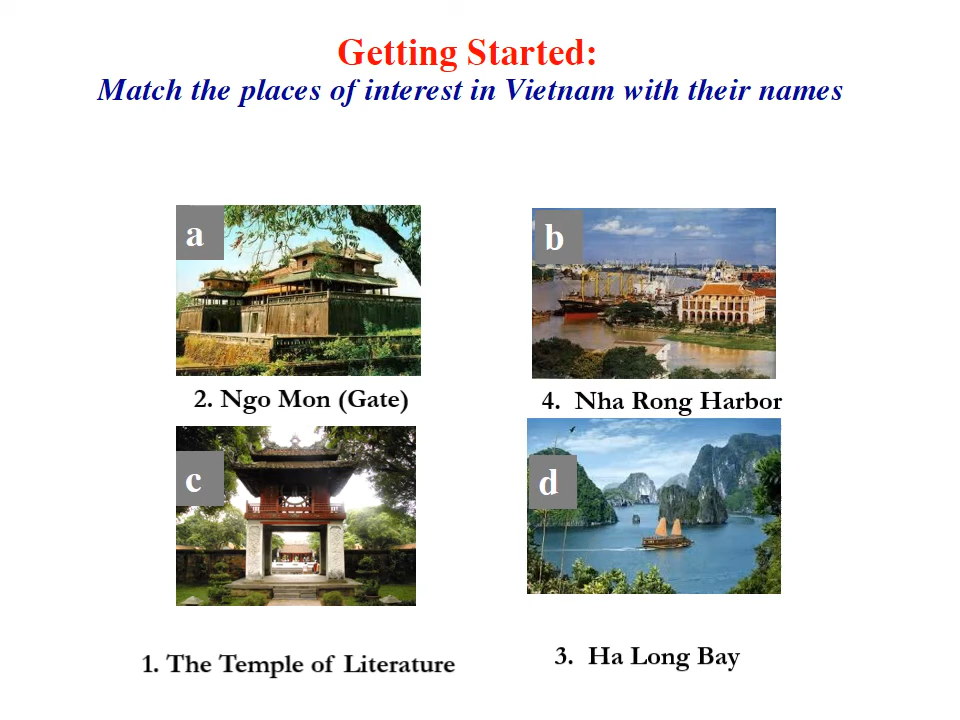 Getting Started:
Match the places of interest in Vietnam with their names
a
b
2. Ngo Mon (Gate)
4. Nha Rong Harbor
c
d
1. The Temple of Literature
3. Ha Long Bay